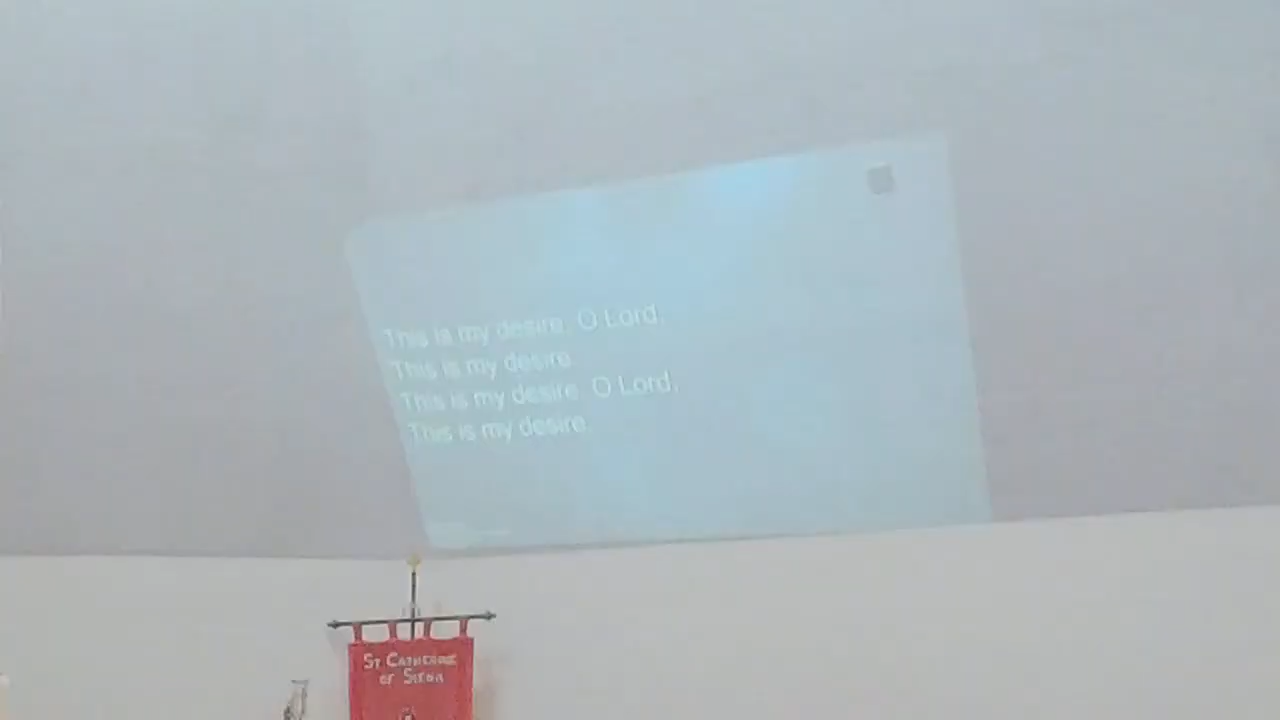 This is my desire, O Lord,
This is my desire.
This is my desire, O Lord,
This is my desire.
St Catherine
of Siena